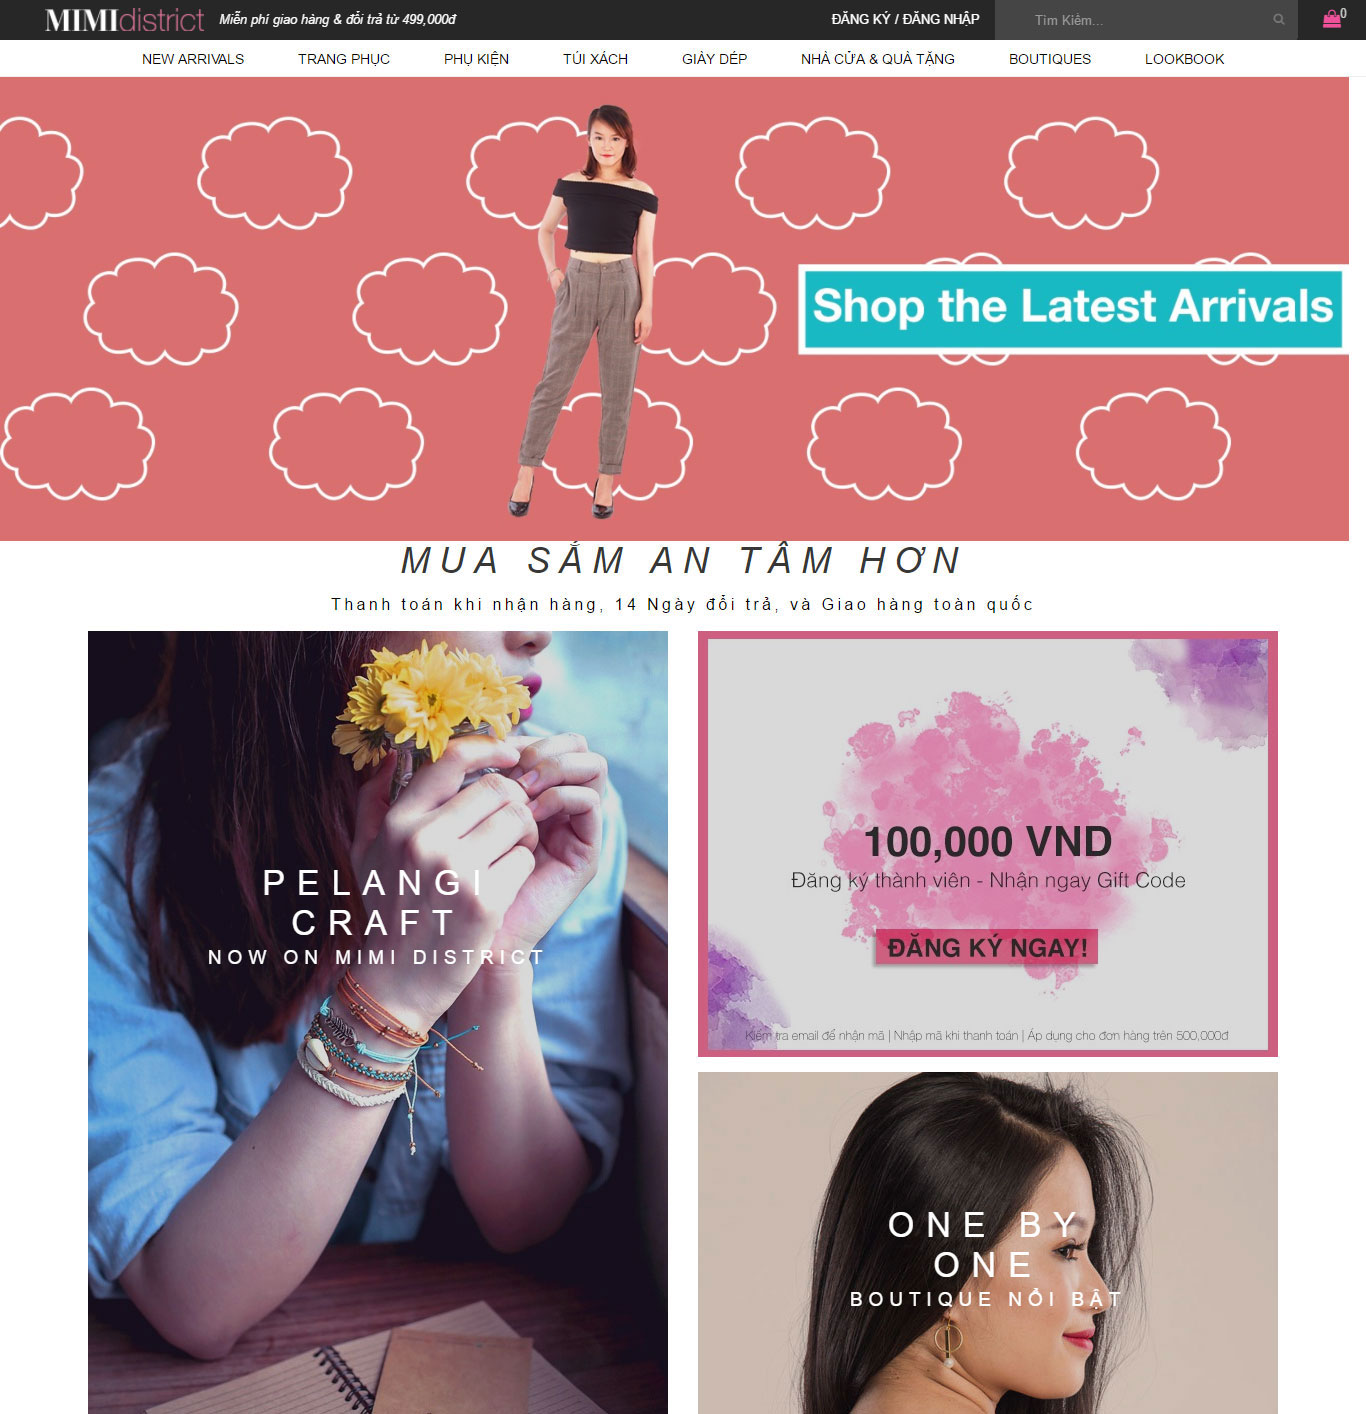 MIMIdistrict Miễn phí giao hàng & đổi trả từ 499,000đ ĐĂNG KÝ / ĐĂNG NHẬP Tìm Kiếm... 0
NEW ARRIVALS TRANG PHỤC PHỤ KIỆN TÚI XÁCH GIÀY DÉP NHÀ CỬA & QUÀ TẶNG BOUTIQUES LOOKBOOK
Shop the Latest Arrivals
MUA SẮM AN TÂM HƠN
Thanh toán khi nhận hàng, 14 Ngày đổi trả, và Giao hàng toàn quốc
PELANGI
CRAFT
NOW ON MIMI DISTRICT
100,000 VND
Đăng ký thành viên - Nhận ngay Gift Code
ĐĂNG KÝ NGAY!
Kiểm tra email để nhận mã | Nhập mã khi thanh toán | Áp dụng cho đơn hàng trên 500,000đ
ONE BY
ONE
BOUTIQUE NỔI BẬT